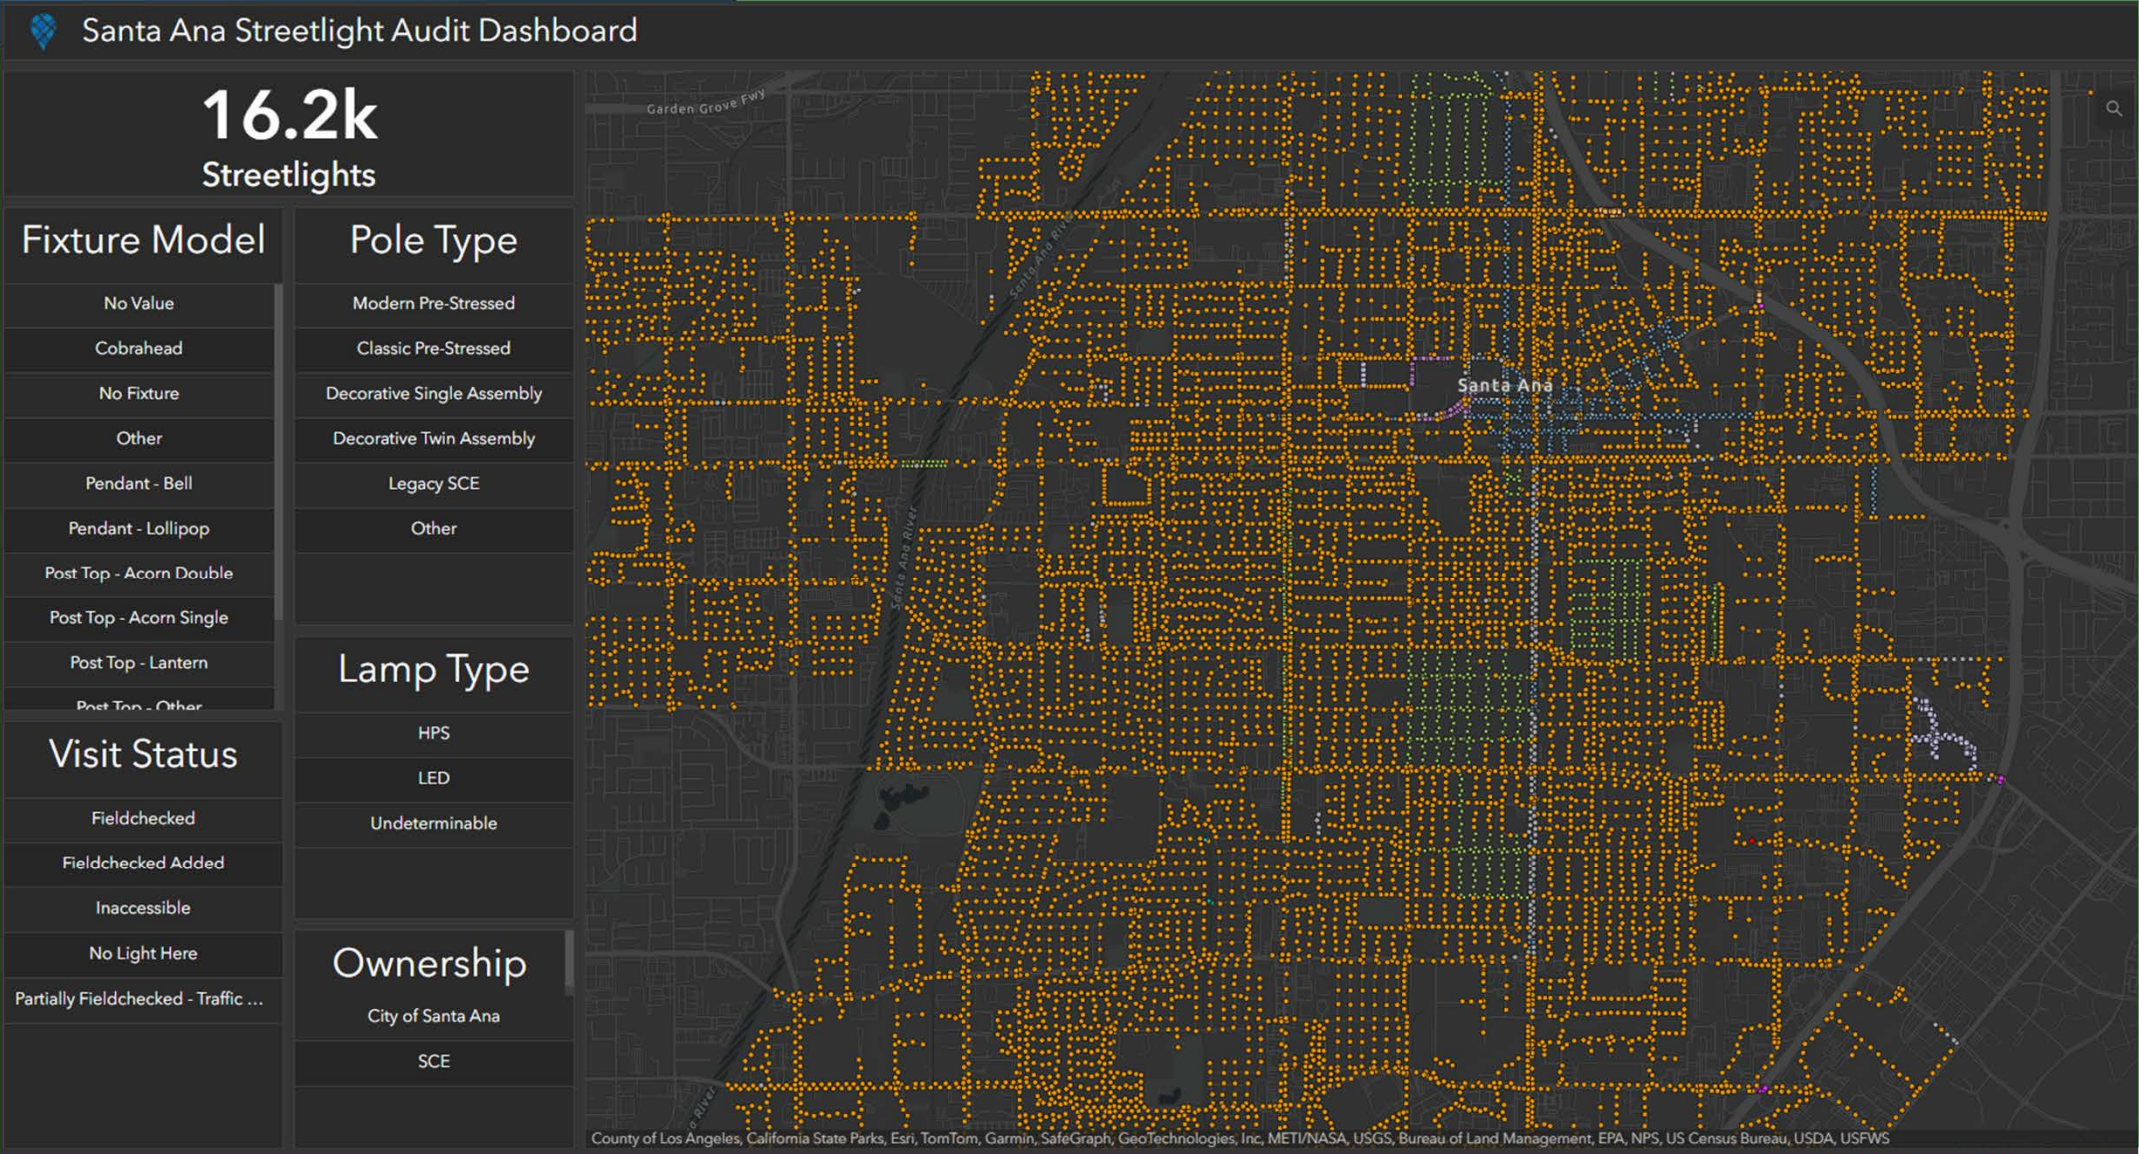 Santa Ana Streetlight Audit Dashboard
16.2k
Streetlights
Fixture Model
No Value
Cobrahead
No Fixture
Other
Pendant - Bell
Pendant - Lollipop
Post Top - Acorn Double
Post Top - Acorn Single
Post Top - Lantern
Post Top - Other
Visit Status
Fieldchecked
Fieldchecked Added
Inaccessible
No Light Here
Partially Fieldchecked - Traffic ...
Pole Type
Modern Pre-Stressed
Classic Pre-Stressed
Decorative Single Assembly
Decorative Twin Assembly
Legacy SCE
Other
Lamp Type
HPS
LED
Undeterminable
Ownership
City of Santa Ana
SCE
Garden Grove Fwy
Santa Ana River
Santa Ana
Santa Ana River
a River
County of Los Angeles, California State Parks, Esri, TomTom, Garmin, SafeGraph, GeoTechnologies, Inc, METI/NASA, USGS, Bureau of Land Management, EPA, NPS, US Census Bureau, USDA, USFWS